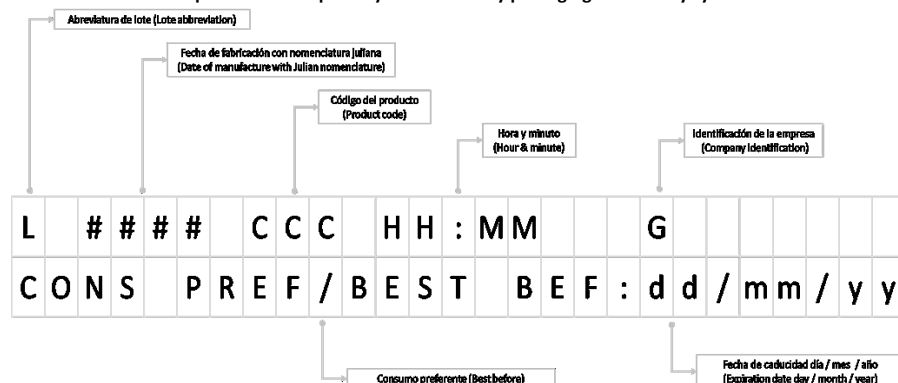 Abreviatura de lote (Lote abbreviation)
Fecha de fabricación con nomenclatura juliana
(Date of manufacture with Julian nomenclature)
Código del producto
(Product code)
Hora y minuto
(Hour & minute)
Identificación de la empresa
(Company identification)
L #### CCC HH:MM G
CONS PREF/BEST BEF:dd/mm/yy
Consumo preferente (Best before)
Fecha de caducidad día / mes / año
(Expiration date day / month / year)